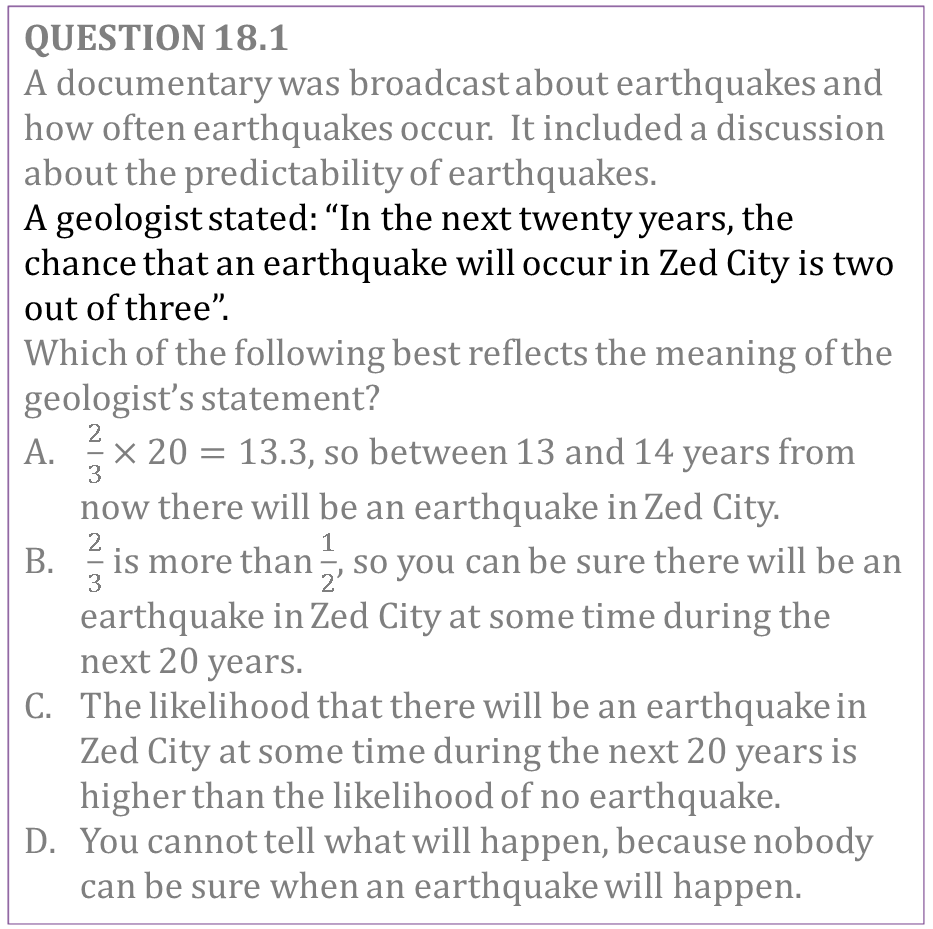 QUESTION 18.1
A documentary was broadcast about earthquakes and
how often earthquakes occur. It included a discussion
about the predictability of earthquakes.
A geologist stated: “In the next twenty years, the
chance that an earthquake will occur in Zed City is two
out of three”.
Which of the following best reflects the meaning of the
geologist’s statement?
A. 2/3 × 20 = 13.3, so between 13 and 14 years from
now there will be an earthquake in Zed City.
B. 2/3 is more than 1/2, so you can be sure there will be an
earthquake in Zed City at some time during the
next 20 years.
C. The likelihood that there will be an earthquake in
Zed City at some time during the next 20 years is
higher than the likelihood of no earthquake.
D. You cannot tell what will happen, because nobody
can be sure when an earthquake will happen.